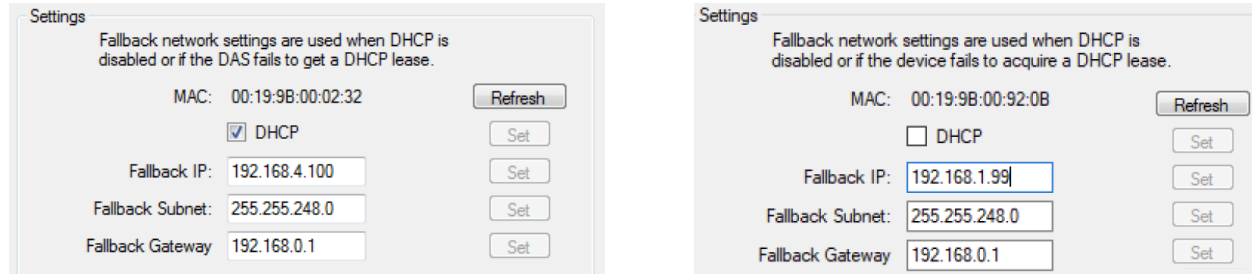 Settings
Fallback network settings are used when DHCP is
disabled or if the DAS fails to get a DHCP lease.
MAC: 00:19:9B:00:02:32 Refresh
DHCP Set
Fallback IP: 192.168.4.100 Set
Fallback Subnet: 255.255.248.0 Set
Fallback Gateway 192.168.0.1 Set
Settings
Fallback network settings are used when DHCP is
disabled or if the device fails to acquire a DHCP lease.
MAC: 00:19:9B:00:92:0B Refresh
DHCP Set
Fallback IP: 192.168.1.99 Set
Fallback Subnet: 255.255.248.0 Set
Fallback Gateway 192.168.0.1 Set